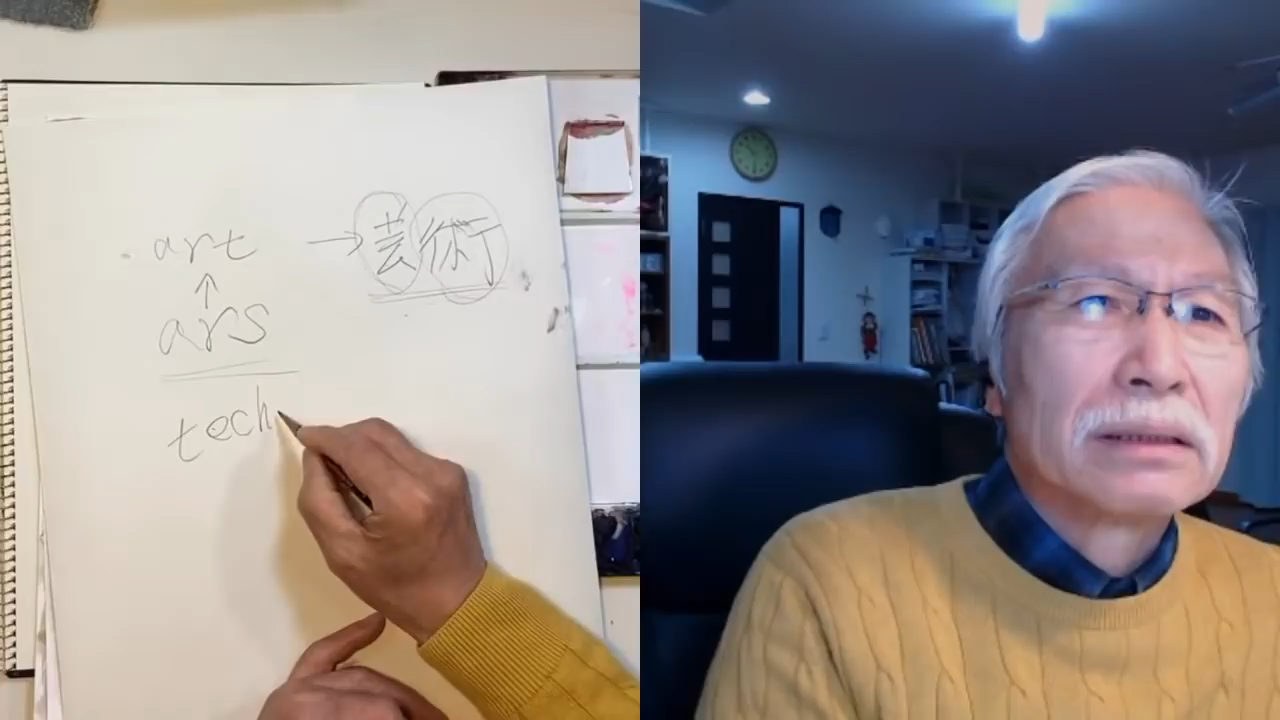 art → 芸術
↑
ars
tech